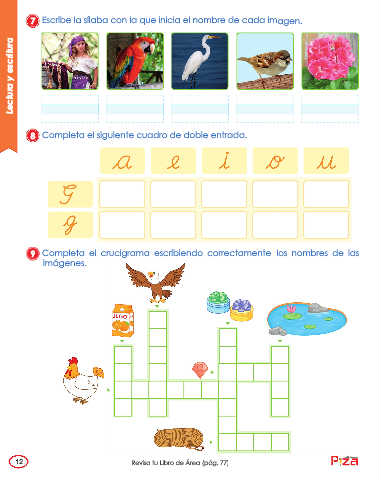 Lectura y escritura
7 Escribe la sílaba con la que inicia el nombre de cada imagen.
8 Completa el siguiente cuadro de doble entrada.
a e i o u
G
g
9 Completa el crucigrama escribiendo correctamente los nombres de las
imágenes.
JUGO
12
Revisa tu Libro de Área (pág. 77)
Piza